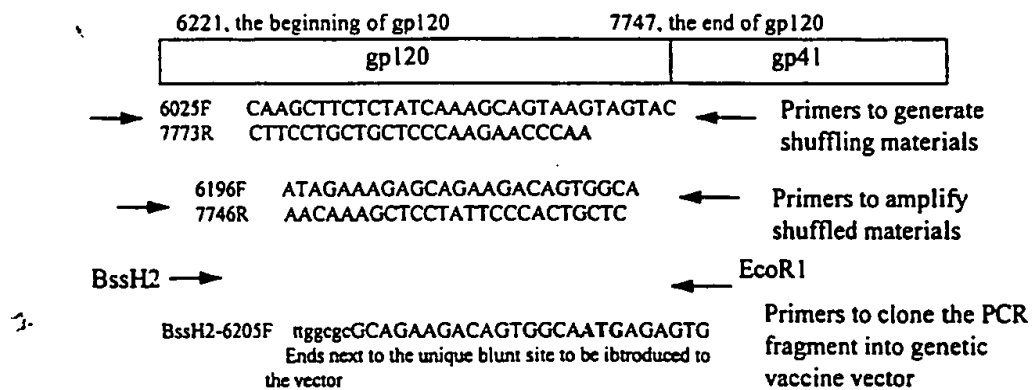 6221, the beginning of gp120 7747, the end of gp120
gp120 gp41
6025F CAAGCTTCTCTATCAAAGCAGTAAGTAGTAC
7773R CTTCCTGCTGCTCCCAAGAACCCAA
Primers to generate
shuffling materials
6196F ATAGAAAGAGCAGAAGACAGTGGCA
7746R AACAAAGCTCCTATTCCCACTGCTC
Primers to amplify
shuffled materials
BssH2 EcoR1
BssH2-6205F ttggcgcGCAGAAGACAGTGGCAATGAGAGTG
Ends next to the unique blunt site to be ibtroduced to
the vector
Primers to clone the PCR
fragment into genetic
vaccine vector